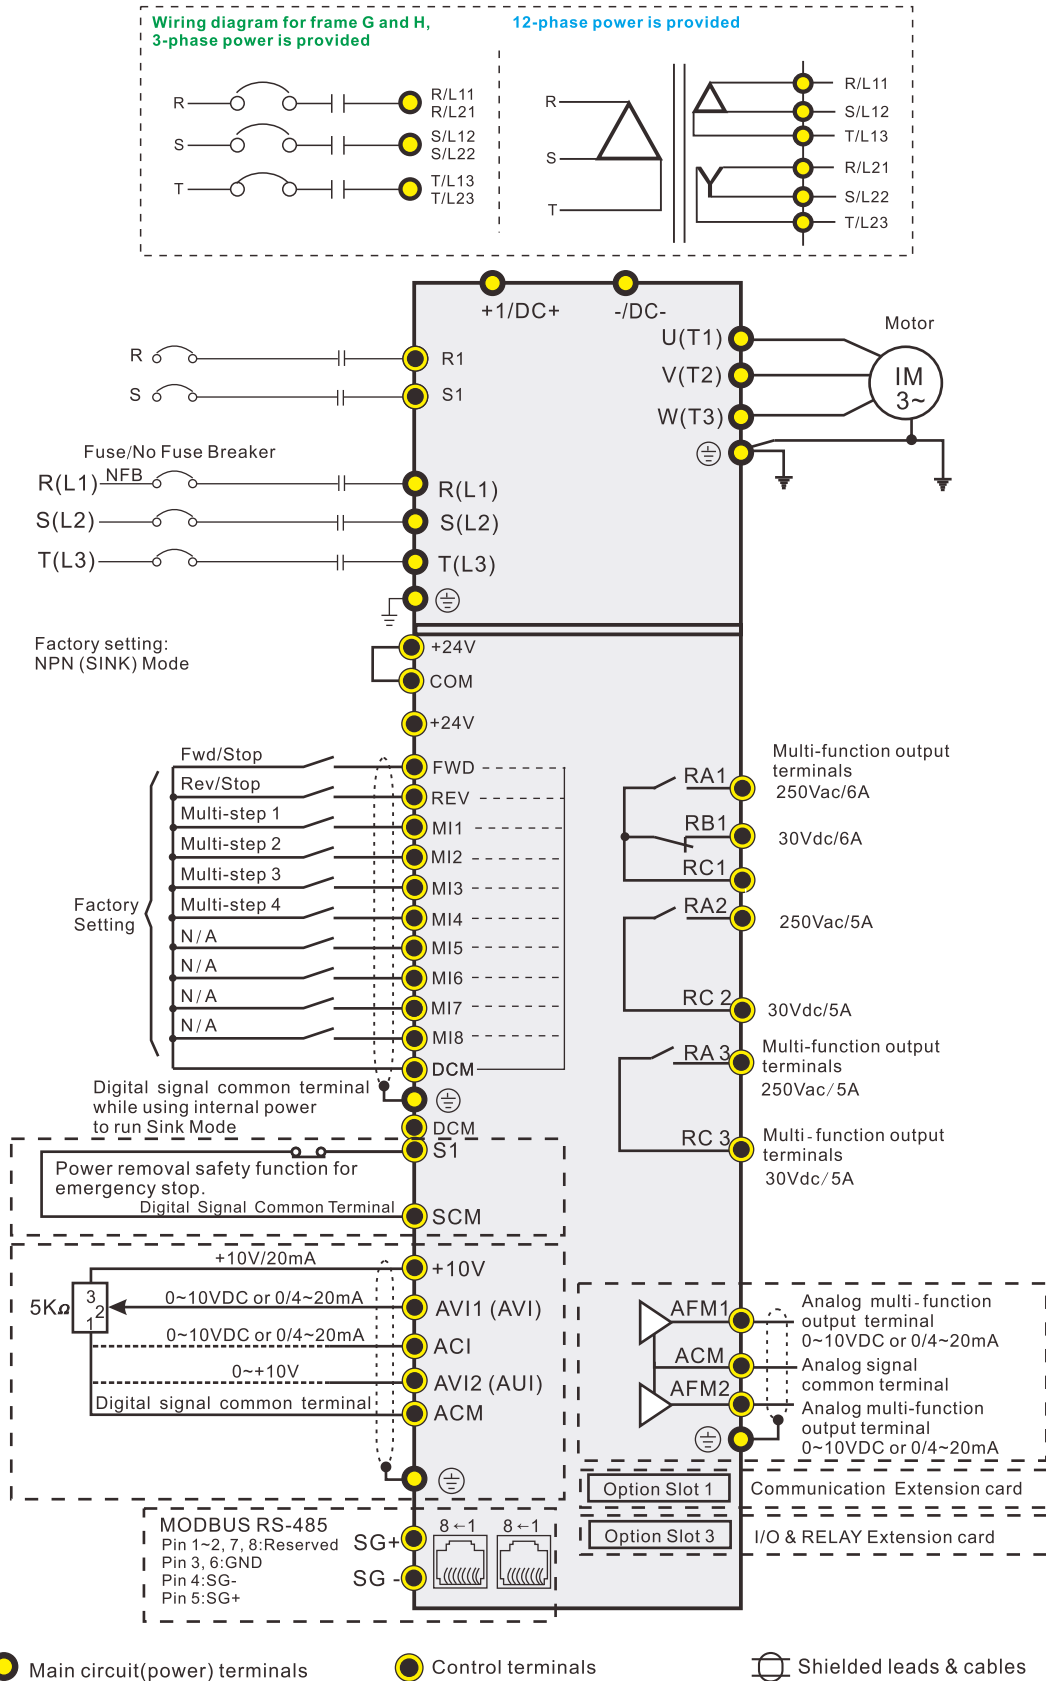 Wiring diagram for frame G and H,
3-phase power is provided
12-phase power is provided
R
R/L11
R/L21
S
S/L12
S/L22
T
T/L13
T/L23
R
S
T
R/L11
S/L12
T/L13
R/L21
S/L22
T/L23
+1/DC+
-/DC-
R
R1
S
S1
Fuse/No Fuse Breaker
R(L1)
NFB
R(L1)
S(L2)
S(L2)
T(L3)
T(L3)
U(T1)
V(T2)
W(T3)
Motor
IM
3~
Factory setting:
NPN (SINK) Mode
+24V
COM
+24V
Factory
Setting
Fwd/Stop
FWD
Rev/Stop
REV
Multi-step 1
MI1
Multi-step 2
MI2
Multi-step 3
MI3
Multi-step 4
MI4
N/A
MI5
N/A
MI6
N/A
MI7
N/A
MI8
DCM
Digital signal common terminal
while using internal power
to run Sink Mode
DCM
RA1
Multi-function output
terminals
250Vac/6A
RB1
30Vdc/6A
RC1
RA2
250Vac/5A
RC 2
30Vdc/5A
RA 3
Multi-function output
terminals
250Vac/5A
RC 3
Multi-function output
terminals
30Vdc/5A
S1
Power removal safety function for
emergency stop.
Digital Signal Common Terminal
SCM
+10V/20mA
+10V
5KΩ
3
2
1
0~10VDC or 0/4~20mA
AVI1 (AVI)
0~10VDC or 0/4~20mA
ACI
0~+10V
AVI2 (AUI)
Digital signal common terminal
ACM
AFM1
Analog multi-function
output terminal
0~10VDC or 0/4~20mA
ACM
Analog signal
common terminal
AFM2
Analog multi-function
output terminal
0~10VDC or 0/4~20mA
Option Slot 1
Communication Extension card
Option Slot 3
I/O & RELAY Extension card
MODBUS RS-485
Pin 1~2, 7, 8:Reserved
Pin 3, 6:GND
Pin 4:SG-
Pin 5:SG+
SG+
SG -
8←1
8←1
Main circuit(power) terminals
Control terminals
Shielded leads & cables